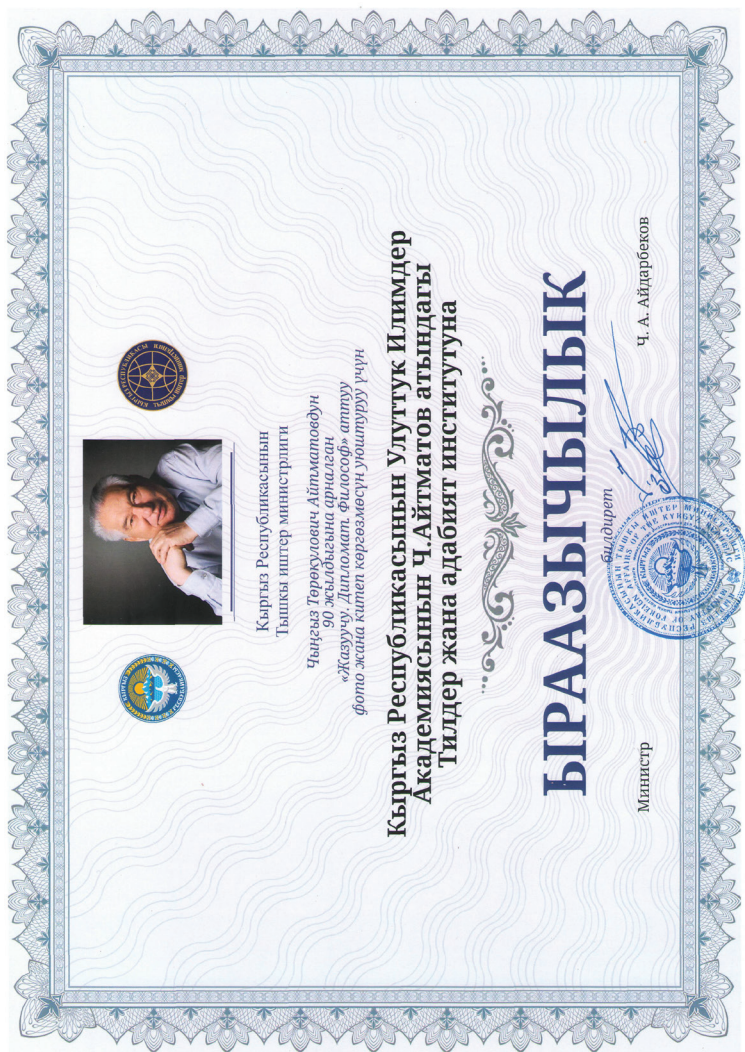 Кыргыз Республикасынын
Тышкы иштер министрлиги
Чыңгыз Төрөкулович Айтматовдун
90 жылдыгына арналган
«Жазуучу. Дипломат. Философ» аттуу
фото жана китеп көргөзмөсүн уюштуруу үчүн
Кыргыз Республикасынын Улуттук Илимдер
Академиясынын Ч.Айтматов атындагы
Тилдер жана адабият институтуна
ЫРААЗЫЧЫЛЫК
билдирет
Министр
Ч. А. Айдарбеков